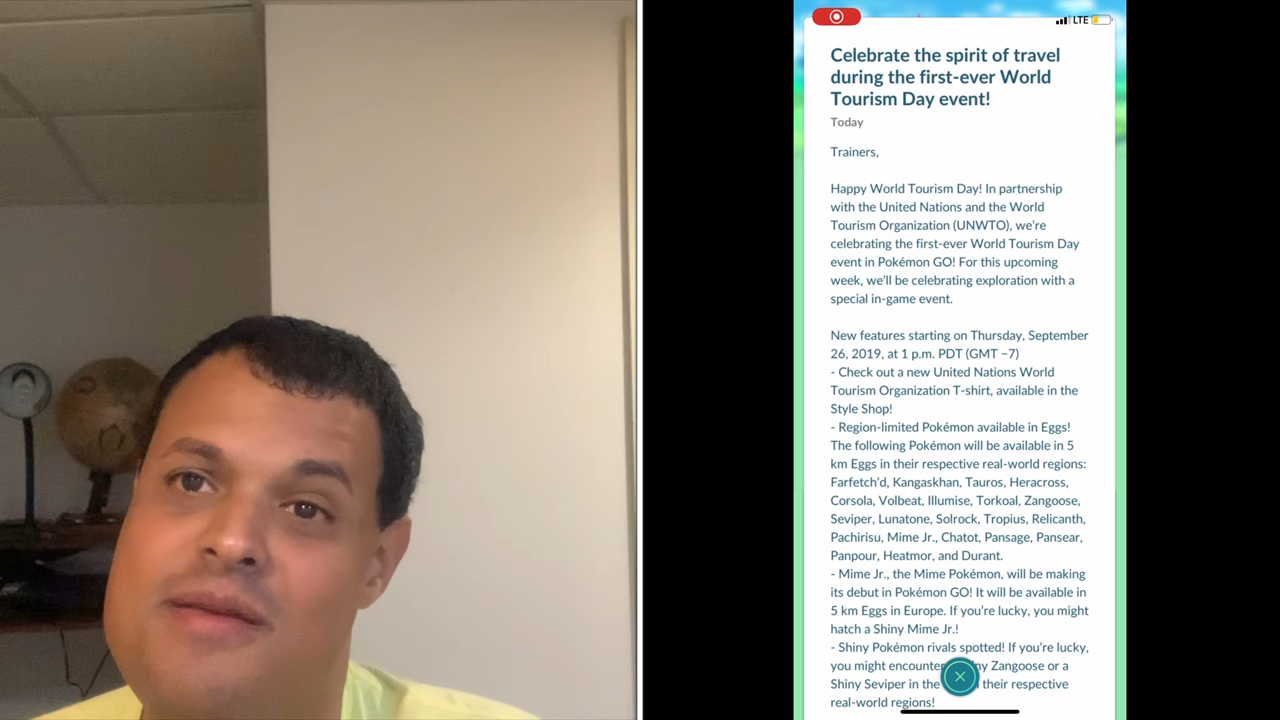 LTE
Celebrate the spirit of travel
during the first-ever World
Tourism Day event!
Today
Trainers,
Happy World Tourism Day! In partnership
with the United Nations and the World
Tourism Organization (UNWTO), we're
celebrating the first-ever World Tourism Day
event in Pokémon GO! For this upcoming
week, we'll be celebrating exploration with a
special in-game event.
New features starting on Thursday, September
26, 2019, at 1 p.m. PDT (GMT −7)
- Check out a new United Nations World
Tourism Organization T-shirt, available in the
Style Shop!
- Region-limited Pokémon available in Eggs!
The following Pokémon will be available in 5
km Eggs in their respective real-world regions:
Farfetch'd, Kangaskhan, Tauros, Heracross,
Corsola, Volbeat, Illumise, Torkoal, Zangoose,
Seviper, Lunatone, Solrock, Tropius, Relicanth,
Pachirisu, Mime Jr., Chatot, Pansage, Pansear,
Panpour, Heatmor, and Durant.
- Mime Jr., the Mime Pokémon, will be making
its debut in Pokémon GO! It will be available in
5 km Eggs in Europe. If you're lucky, you might
hatch a Shiny Mime Jr.!
- Shiny Pokémon rivals spotted! If you're lucky,
you might encounter ny Zangoose or a
Shiny Seviper in the their respective
real-world regions!